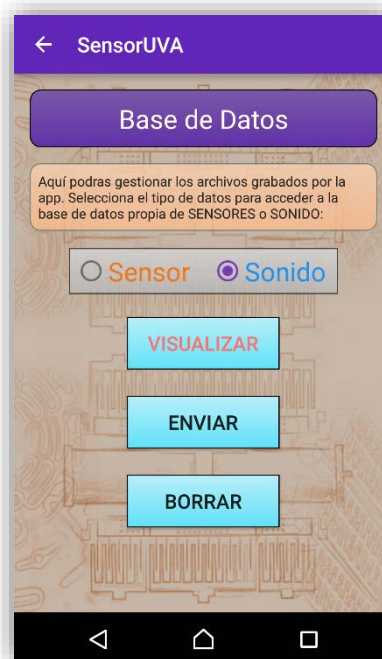 SensorUVA
Base de Datos
Aquí podras gestionar los archivos grabados por la
app. Selecciona el tipo de datos para acceder a la
base de datos propia de SENSORES o SONIDO:
Sensor Sonido
VISUALIZAR
ENVIAR
BORRAR